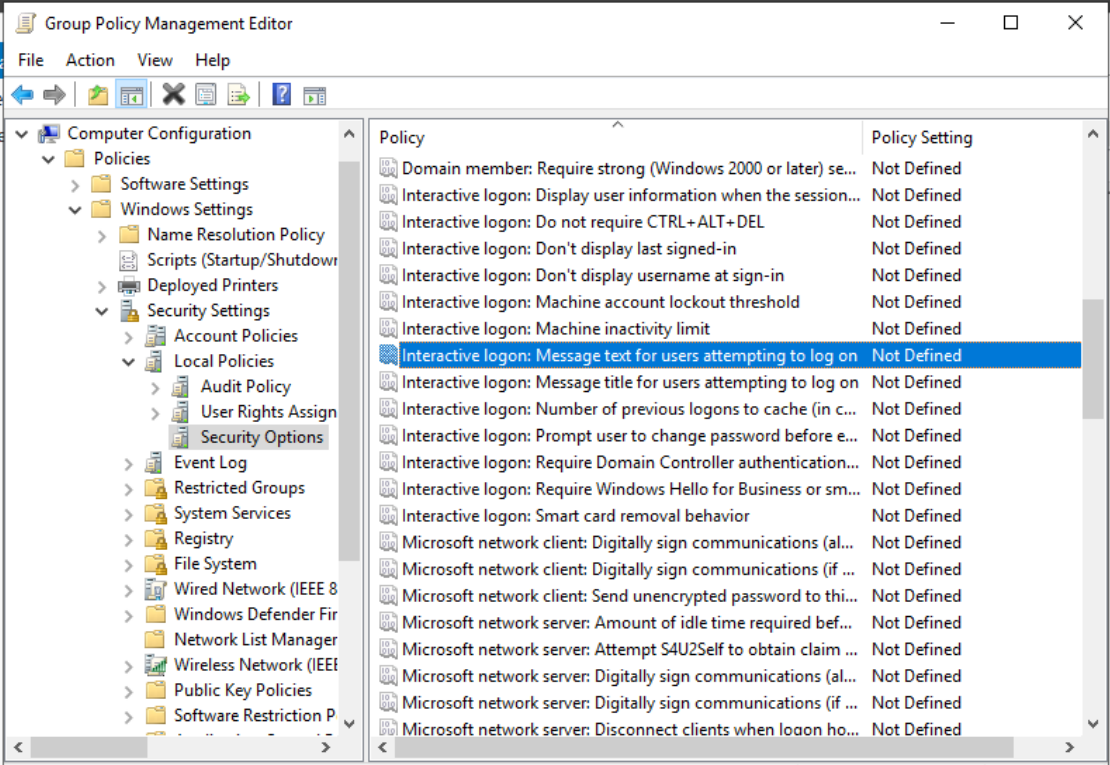 Group Policy Management Editor
File Action View Help
Computer Configuration
Policies
Software Settings
Windows Settings
Name Resolution Policy
Scripts (Startup/Shutdown
Deployed Printers
Security Settings
Account Policies
Local Policies
Audit Policy
User Rights Assign
Security Options
Event Log
Restricted Groups
System Services
Registry
File System
Wired Network (IEEE 8
Windows Defender Fir
Network List Manager
Wireless Network (IEEE
Public Key Policies
Software Restriction P
Policy Policy Setting
Domain member: Require strong (Windows 2000 or later) se... Not Defined
Interactive logon: Display user information when the session... Not Defined
Interactive logon: Do not require CTRL+ALT+DEL Not Defined
Interactive logon: Don't display last signed-in Not Defined
Interactive logon: Don't display username at sign-in Not Defined
Interactive logon: Machine account lockout threshold Not Defined
Interactive logon: Machine inactivity limit Not Defined
Interactive logon: Message text for users attempting to log on Not Defined
Interactive logon: Message title for users attempting to log on Not Defined
Interactive logon: Number of previous logons to cache (in c... Not Defined
Interactive logon: Prompt user to change password before e... Not Defined
Interactive logon: Require Domain Controller authentication... Not Defined
Interactive logon: Require Windows Hello for Business or sm... Not Defined
Interactive logon: Smart card removal behavior Not Defined
Microsoft network client: Digitally sign communications (al... Not Defined
Microsoft network client: Digitally sign communications (if ... Not Defined
Microsoft network client: Send unencrypted password to thi... Not Defined
Microsoft network server: Amount of idle time required bef... Not Defined
Microsoft network server: Attempt S4U2Self to obtain claim ... Not Defined
Microsoft network server: Digitally sign communications (al... Not Defined
Microsoft network server: Digitally sign communications (if ... Not Defined
Microsoft network server: Disconnect clients when logon ho... Not Defined